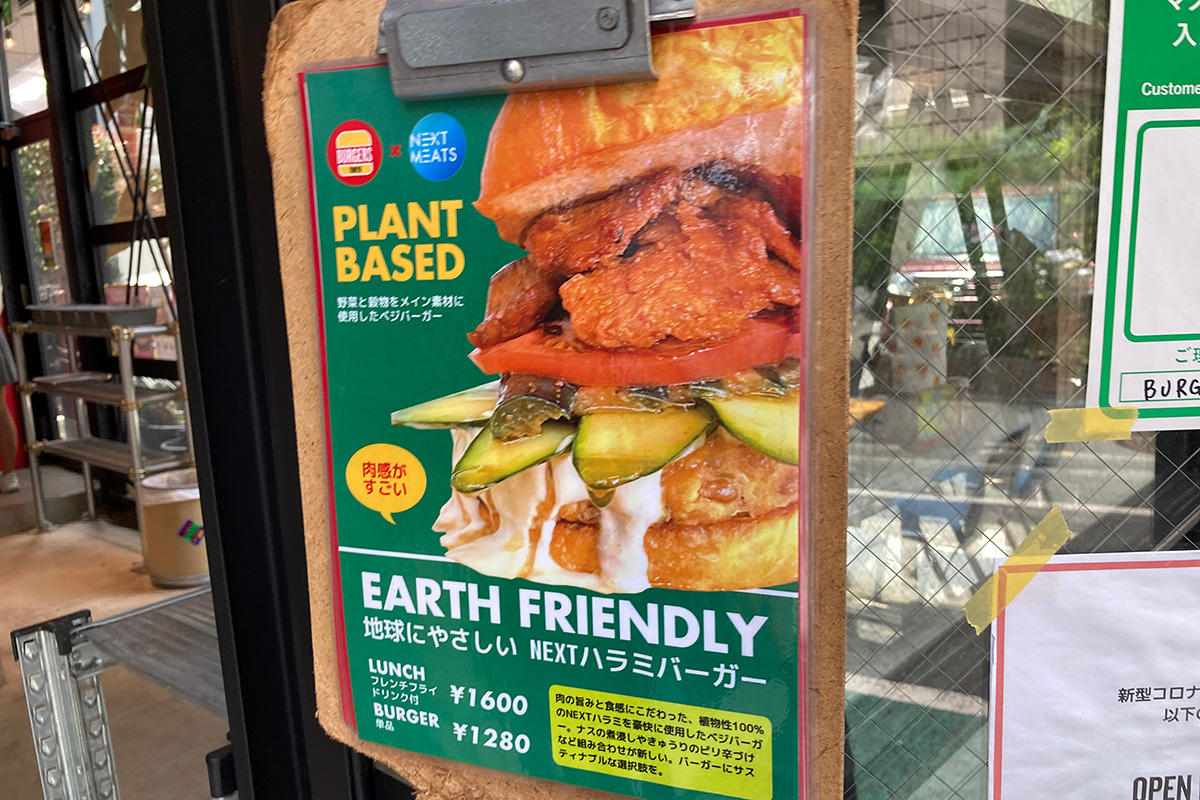 BURGERS
×
NEXT
MEATS
PLANT
BASED
野菜と穀物をメイン素材に
使用したベジバーガー
肉感が
すごい
EARTH FRIENDLY
地球にやさしい NEXTハラミバーガー
LUNCH
フレンチフライ
ドリンク付
¥1600
BURGER
単品
¥1280
肉の旨みと食感にこだわった、植物性100%
のNEXTハラミを豪快に使用したベジバーガ
ー。ナスの煮浸しやきゅうりのピリ辛づけ
など組み合わせが新しい。バーガーにサス
ティナブルな選択肢を。
入
Custome
BURG
新型コロナ
以下の
OPEN